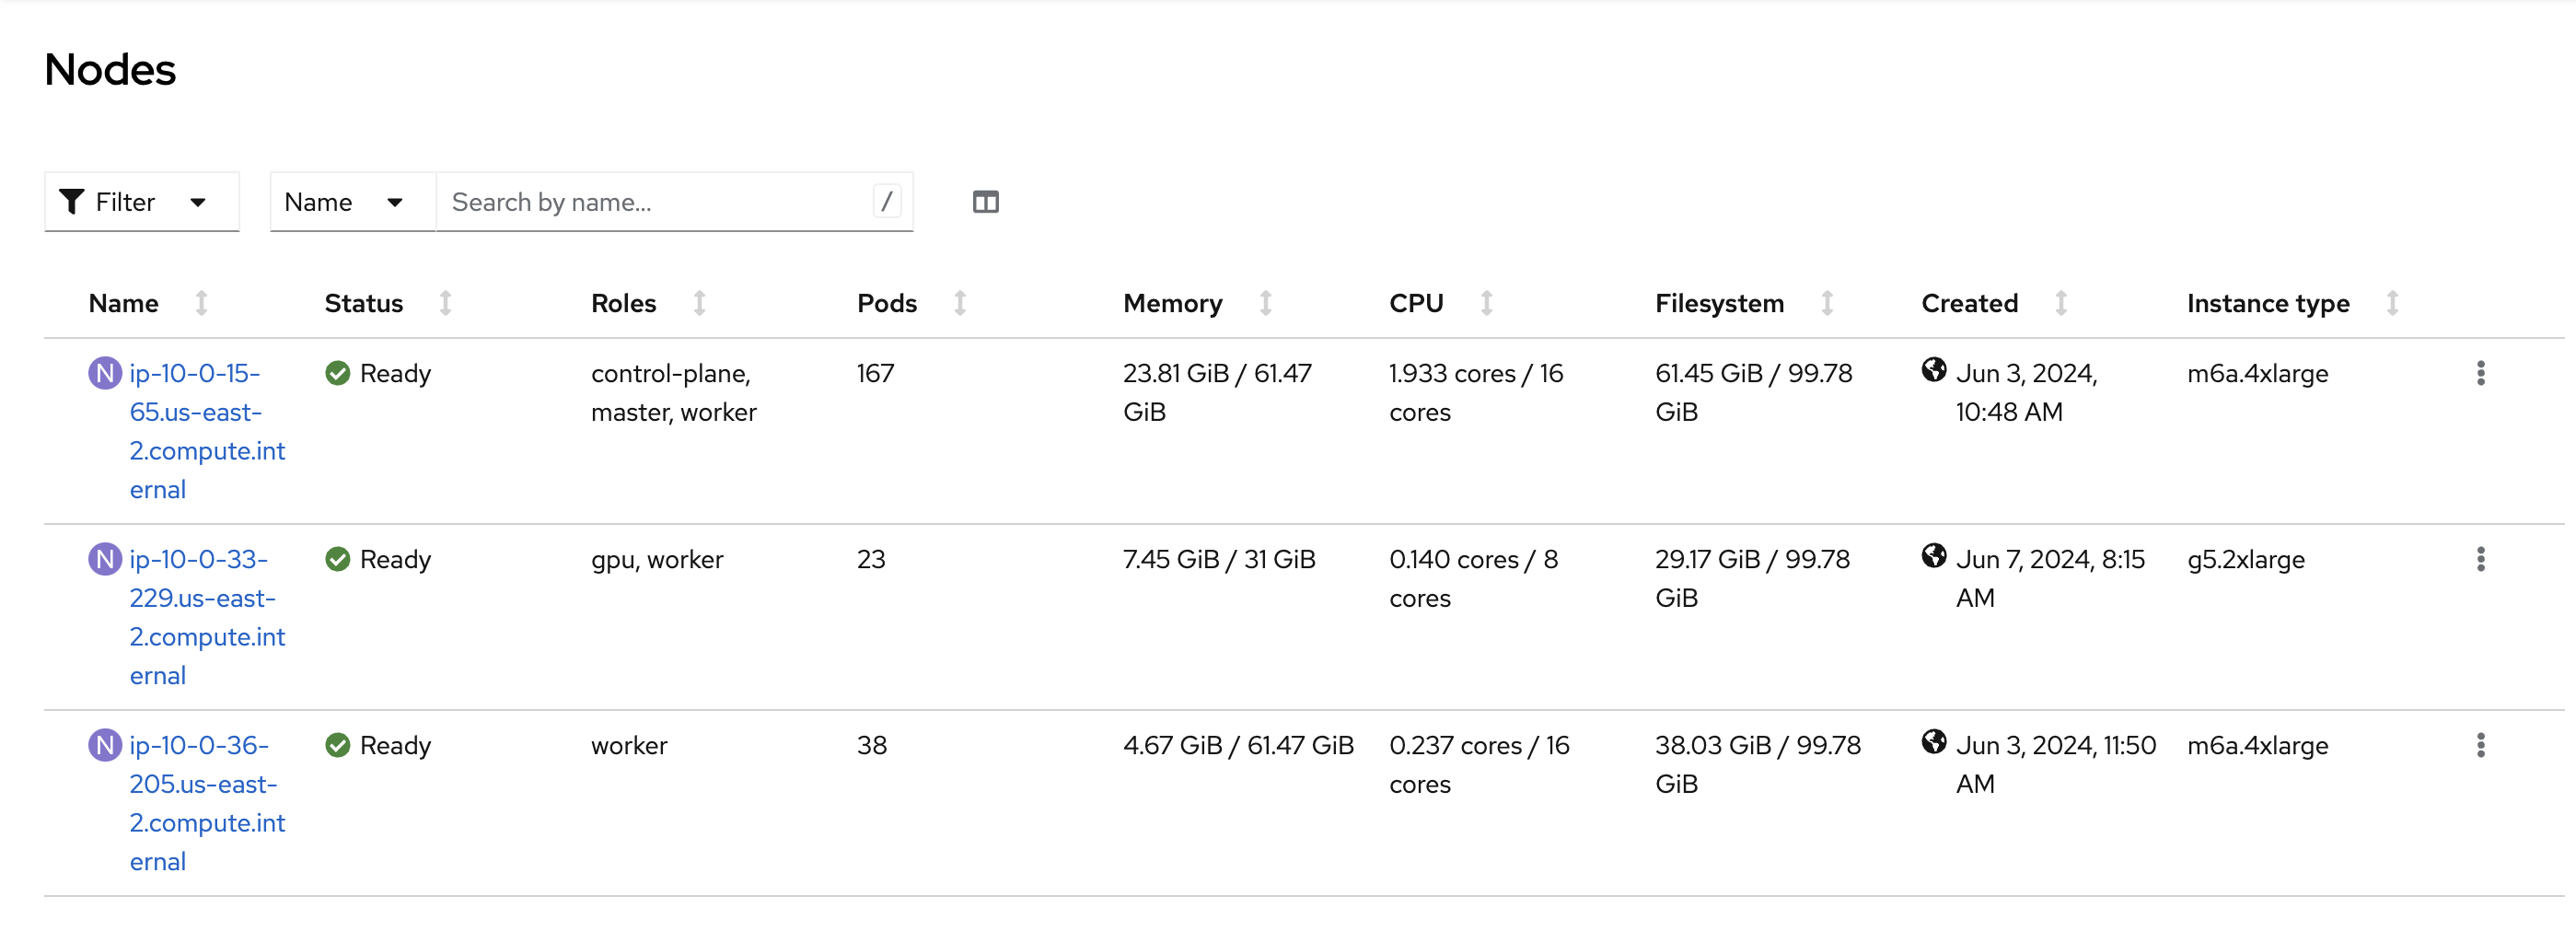 Nodes
Filter Name Search by name... /
Name Status Roles Pods Memory CPU Filesystem Created Instance type
N ip-10-0-15- Ready control-plane, 167 23.81 GiB / 61.47 1.933 cores / 16 61.45 GiB / 99.78 Jun 3, 2024, m6a.4xlarge
65.us-east- master, worker GiB cores GiB 10:48 AM
2.compute.int
ernal
N ip-10-0-33- Ready gpu, worker 23 7.45 GiB / 31 GiB 0.140 cores / 8 29.17 GiB / 99.78 Jun 7, 2024, 8:15 g5.2xlarge
229.us-east- cores GiB AM
2.compute.int
ernal
N ip-10-0-36- Ready worker 38 4.67 GiB / 61.47 GiB 0.237 cores / 16 38.03 GiB / 99.78 Jun 3, 2024, 11:50 m6a.4xlarge
205.us-east- cores GiB AM
2.compute.int
ernal